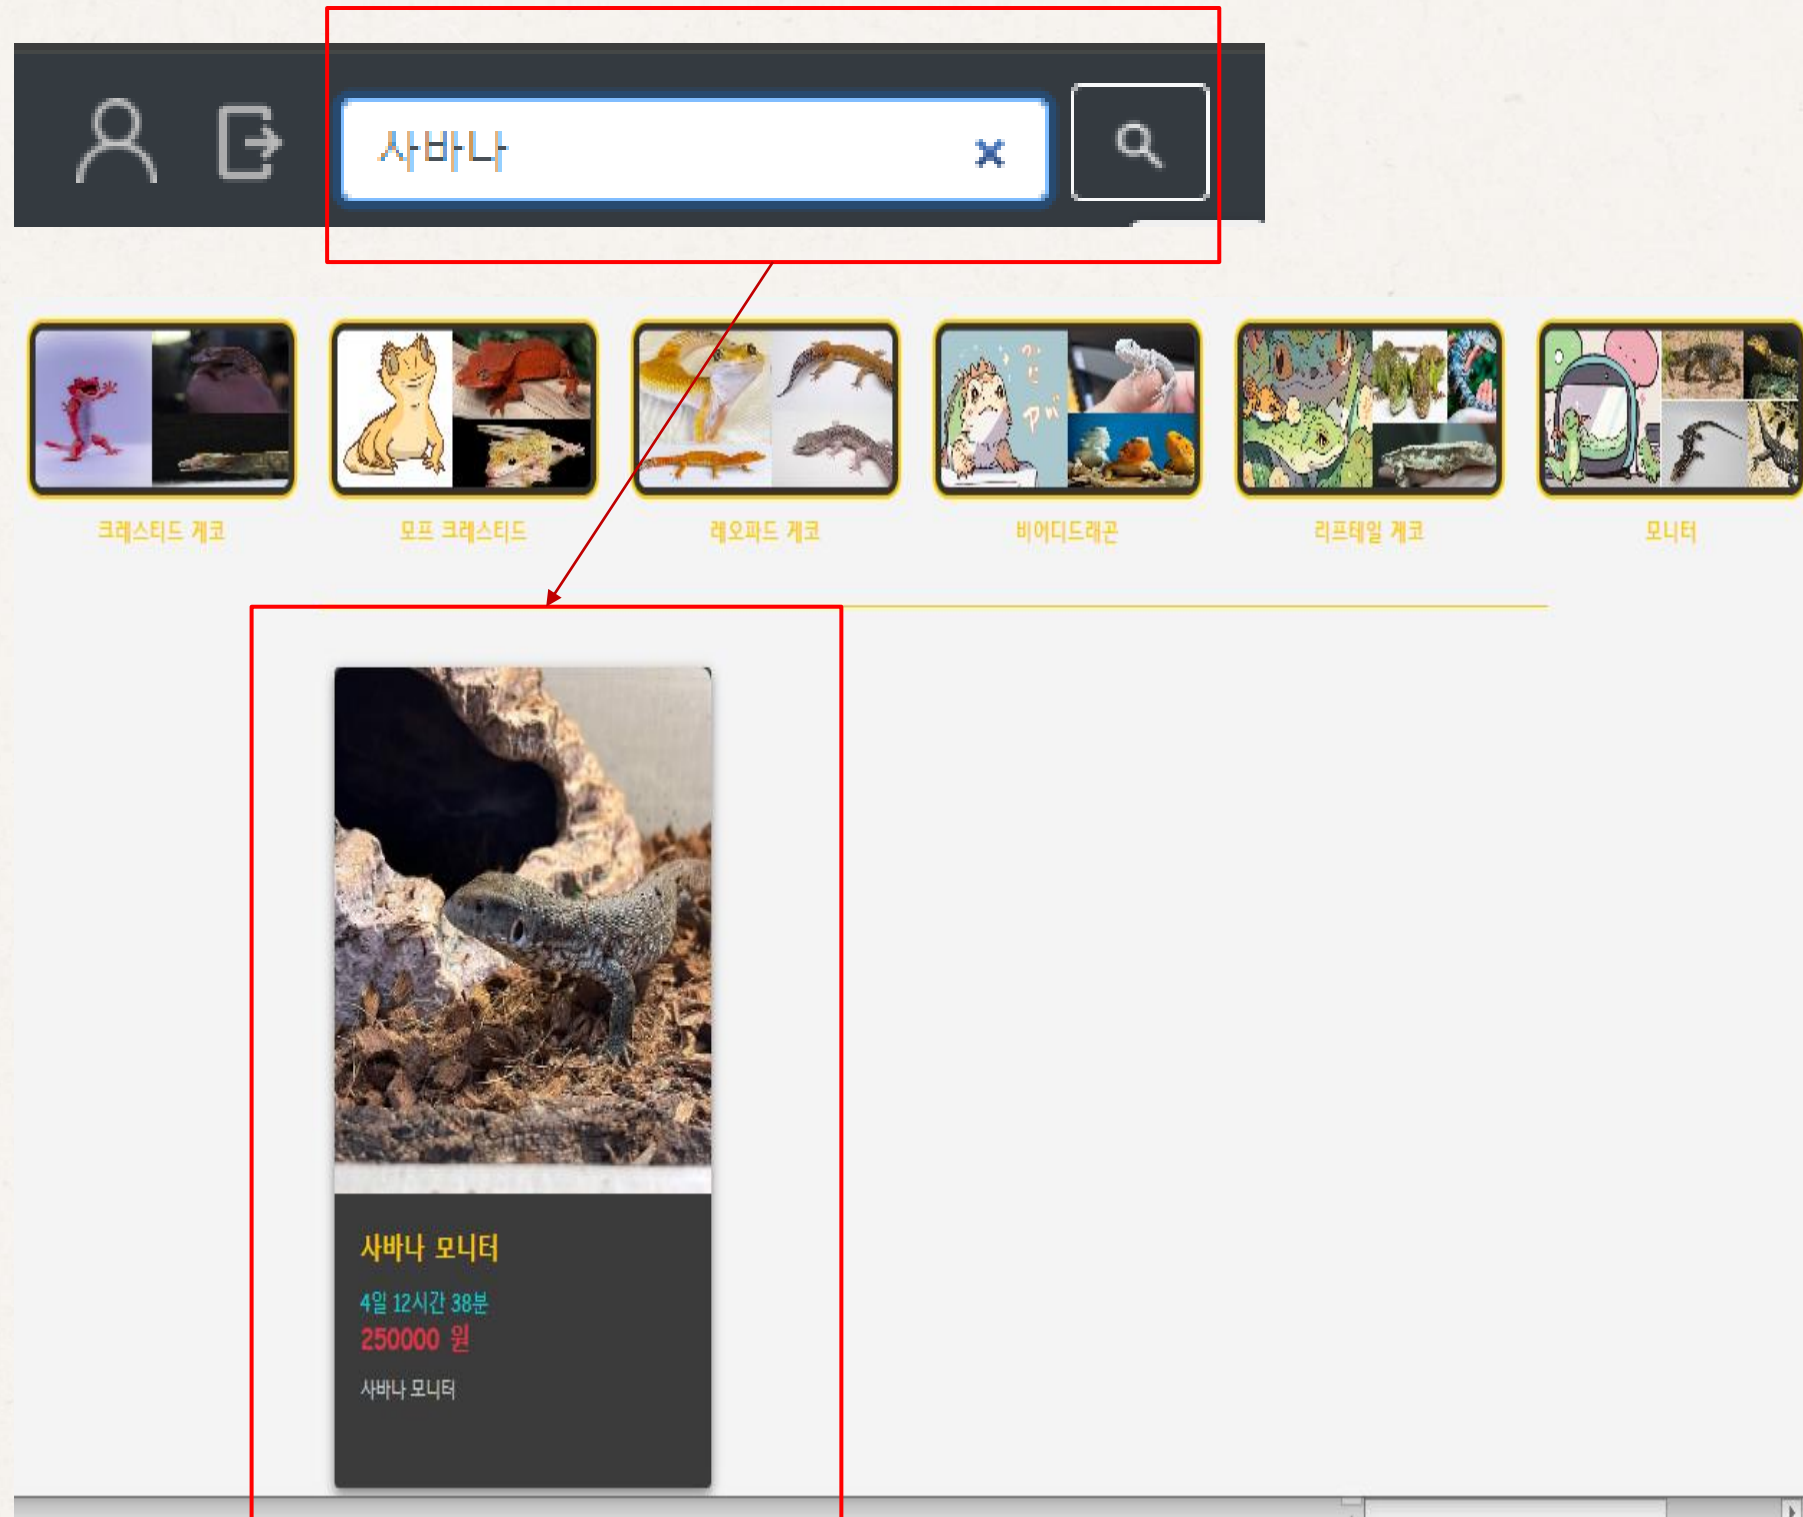 사바나
크레스티드 게코
모프 크레스티드
레오파드 게코
비어디드래곤
리프테일 게코
모니터
사바나 모니터
4일 12시간 38분
250000 원
사바나 모니터